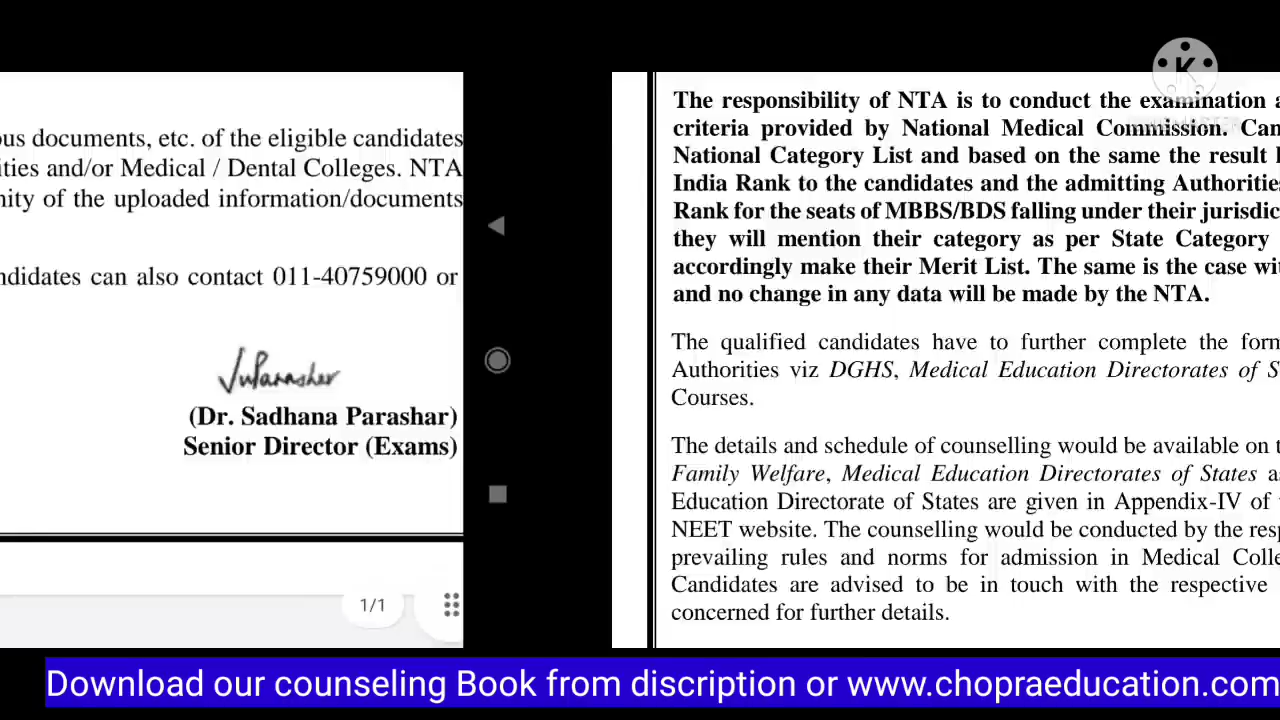 ous documents, etc. of the eligible candidates
ities and/or Medical / Dental Colleges. NTA
nity of the uploaded information/documents
ndidates can also contact 011-40759000 or
(Dr. Sadhana Parashar)
Senior Director (Exams)
1/1
K
The responsibility of NTA is to conduct the examination a
criteria provided by National Medical Commission. Can
National Category List and based on the same the result
India Rank to the candidates and the admitting Authorities
Rank for the seats of MBBS/BDS falling under their jurisdic
they will mention their category as per State Category
accordingly make their Merit List. The same is the case wit
and no change in any data will be made by the NTA.
The qualified candidates have to further complete the form
Authorities viz DGHS, Medical Education Directorates of S
Courses.
The details and schedule of counselling would be available on t
Family Welfare, Medical Education Directorates of States a
Education Directorate of States are given in Appendix-IV of
NEET website. The counselling would be conducted by the resp
prevailing rules and norms for admission in Medical Colle
Candidates are advised to be in touch with the respective
concerned for further details.
Download our counseling Book from discription or www.chopraeducation.com